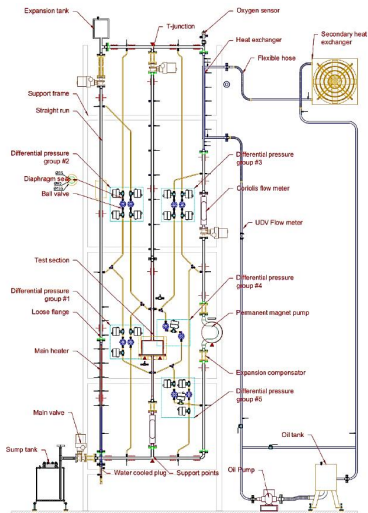 Expansion tank
T-junction
Oxygen sensor
Heat exchanger
Secondary heat
exchanger
Flexible hose
Support frame
Straight run
Differential pressure
group #2
Diaphragm seal
Ball valve
Differential pressure
group #3
Coriolis flow meter
UDV Flow meter
Test section
Differential pressure
group #1
Loose flange
Differential pressure
group #4
Permanent magnet pump
Main heater
Expansion compensator
Differential pressure
group #5
Main valve
Sump tank
Water cooled plug
Support points
Oil Pump
Oil tank